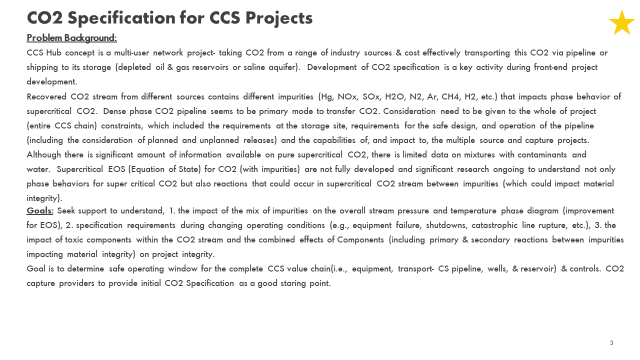 CO2 Specification for CCS Projects
Problem Background:
CCS Hub concept is a multi-user network project- taking CO2 from a range of industry sources & cost effectively transporting this CO2 via pipeline or
shipping to its storage (depleted oil & gas reservoirs or saline aquifer). Development of CO2 specification is a key activity during front-end project
development.
Recovered CO2 stream from different sources contains different impurities (Hg, NOx, SOx, H2O, N2, Ar, CH4, H2, etc.) that impacts phase behavior of
supercritical CO2. Dense phase CO2 pipeline seems to be primary mode to transfer CO2. Consideration need to be given to the whole of project
(entire CCS chain) constraints, which included the requirements at the storage site, requirements for the safe design, and operation of the pipeline
(including the consideration of planned and unplanned releases) and the capabilities of, and impact to, the multiple source and capture projects.
Although there is significant amount of information available on pure supercritical CO2, there is limited data on mixtures with contaminants and
water. Supercritical EOS (Equation of State) for CO2 (with impurities) are not fully developed and significant research ongoing to understand not only
phase behaviors for super critical CO2 but also reactions that could occur in supercritical CO2 stream between impurities (which could impact material
integrity).
Goals: Seek support to understand, 1. the impact of the mix of impurities on the overall stream pressure and temperature phase diagram (improvement
for EOS), 2. specification requirements during changing operating conditions (e.g., equipment failure, shutdowns, catastrophic line rupture, etc.), 3. the
impact of toxic components within the CO2 stream and the combined effects of Components (including primary & secondary reactions between impurities
impacting material integrity) on project integrity.
Goal is to determine safe operating window for the complete CCS value chain(i.e., equipment, transport- CS pipeline, wells, & reservoir) & controls. CO2
capture providers to provide initial CO2 Specification as a good staring point.
3